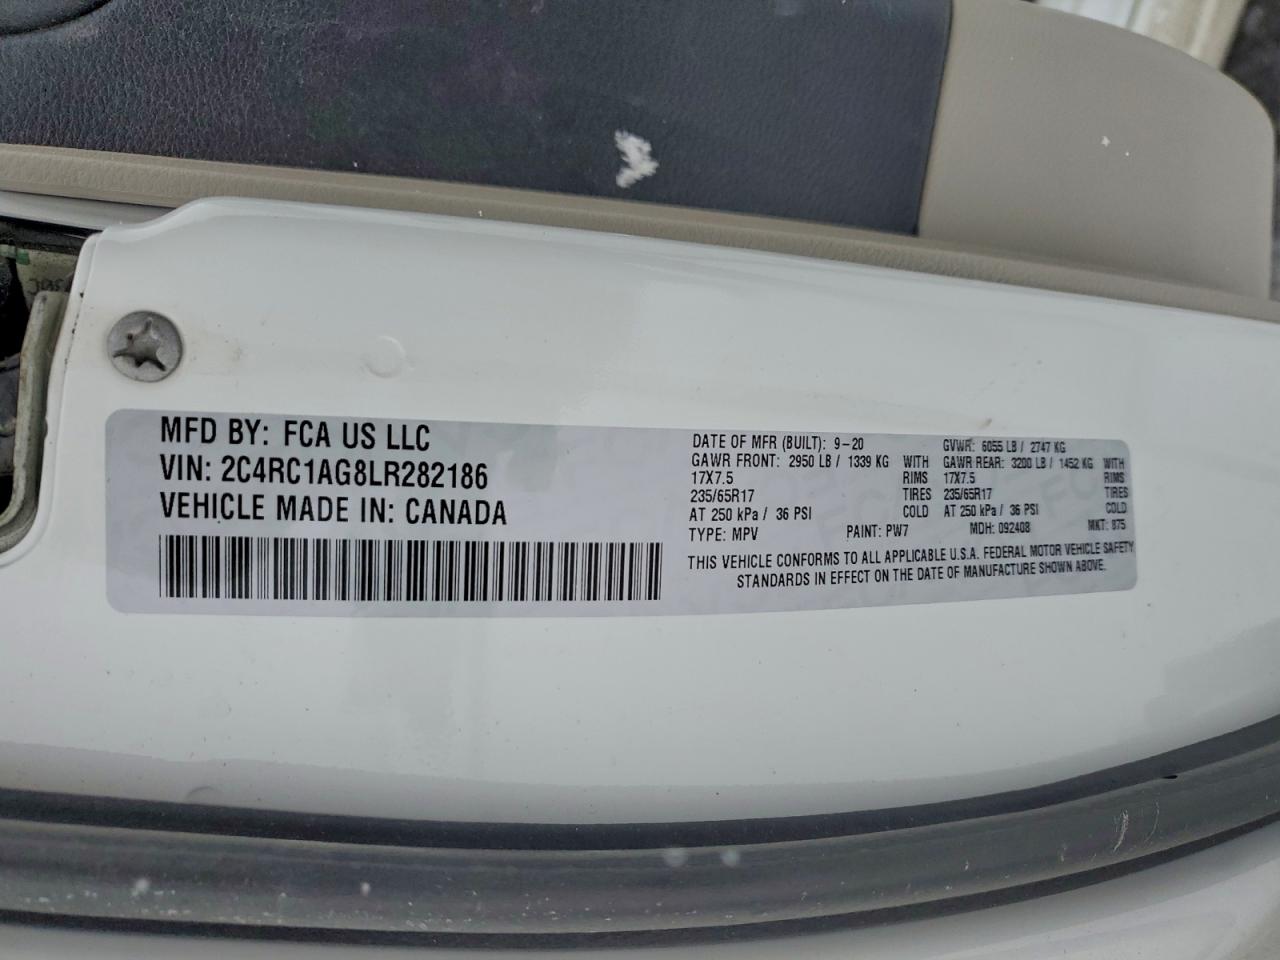 MFD BY: FCA US LLC
VIN: 2C4RC1AG8LR282186
VEHICLE MADE IN: CANADA
DATE OF MFR (BUILT): 9-20 GVWR: 6055 LB / 2747 KG
GAWR FRONT: 2950 LB / 1339 KG WITH GAWR REAR: 3200 LB / 1452 KG WITH
17X7.5 RIMS 17X7.5 RIMS
235/65R17 TIRES 235/65R17 TIRES
AT 250 kPa / 36 PSI COLD AT 250 kPa / 36 PSI COLD
TYPE: MPV PAINT: PW7 MDH: 092408 MKT: 875
THIS VEHICLE CONFORMS TO ALL APPLICABLE U.S.A. FEDERAL MOTOR VEHICLE SAFETY
STANDARDS IN EFFECT ON THE DATE OF MANUFACTURE SHOWN ABOVE.